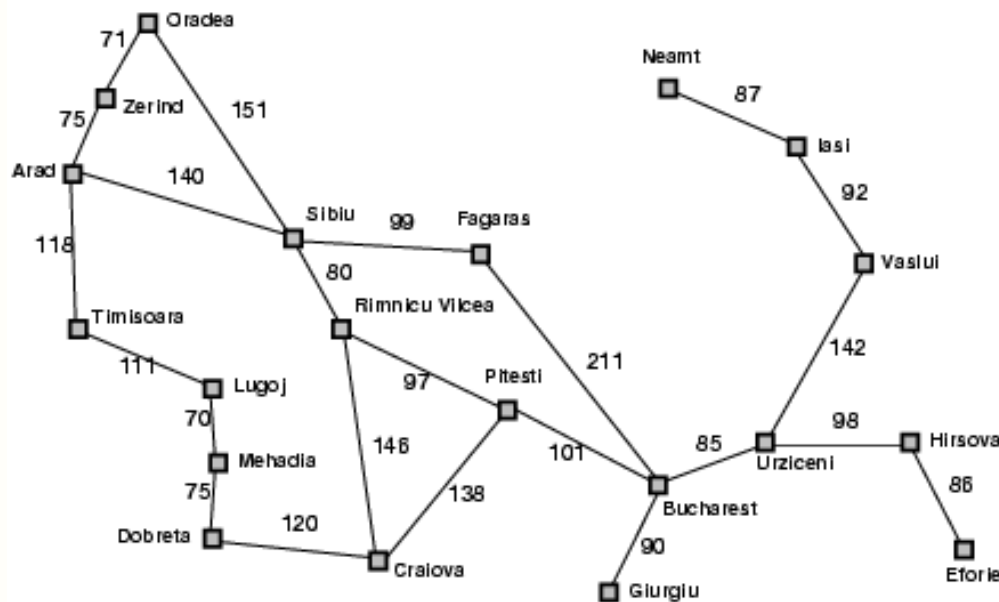 Oradea
71
Neamt
Zerind
87
151
75
Iasi
Arad
140
92
Sibiu
Fagaras
99
118
Vaslui
80
Rimnicu Vilcea
Timisoara
142
111
211
Lugoj
97
Pitesti
70
98
Hirsova
146
85
101
Urziceni
Mehadia
86
75
138
Bucharest
120
Dobreta
90
Craiova
Eforie
Giurgiu